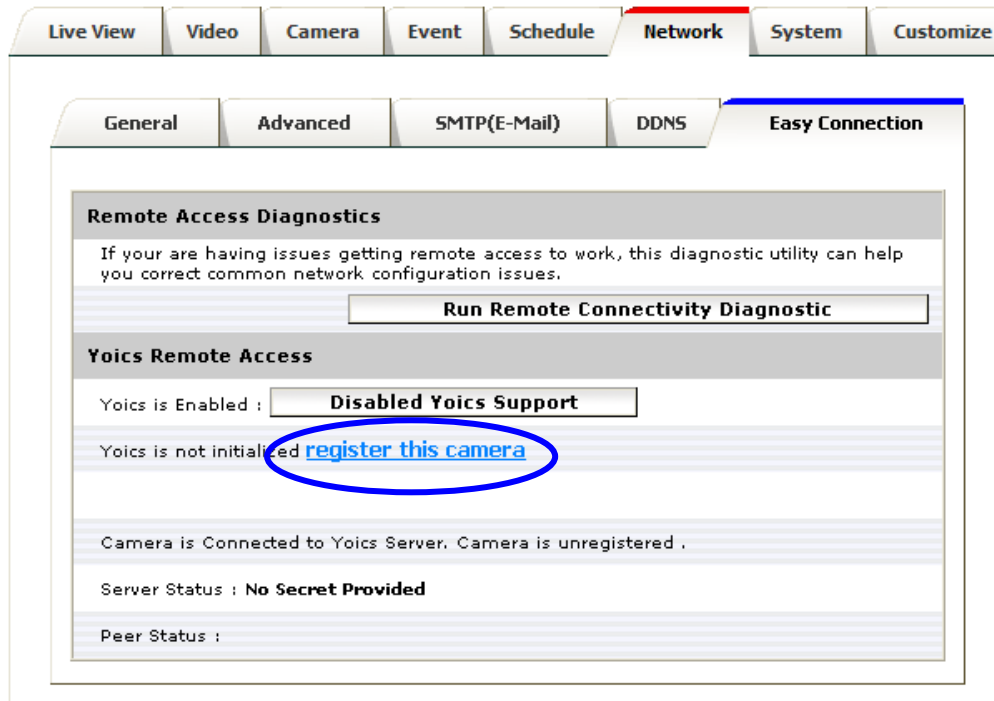 Live View Video Camera Event Schedule Network System Customize
General Advanced SMTP(E-Mail) DDNS Easy Connection
Remote Access Diagnostics
If your are having issues getting remote access to work, this diagnostic utility can help
you correct common network configuration issues.
Run Remote Connectivity Diagnostic
Yoics Remote Access
Yoics is Enabled : Disabled Yoics Support
Yoics is not initialized register this camera
Camera is Connected to Yoics Server. Camera is unregistered .
Server Status : No Secret Provided
Peer Status :